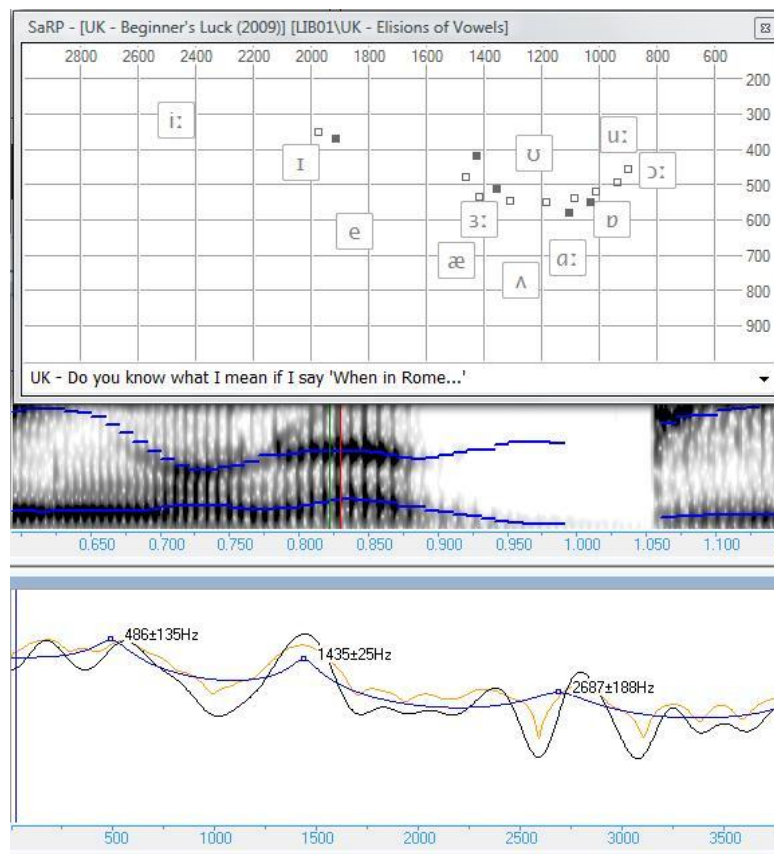 SaRP - [UK - Beginner's Luck (2009)] [LIB01\UK - Elisions of Vowels]
2800 2600 2400 2200 2000 1800 1600 1400 1200 1000 800 600
200
300
400
500
600
700
800
900
iː
ɪ
e
æ
ɜː
ʌ
ɑː
ʊ
ɒ
uː
ɔː
UK - Do you know what I mean if I say 'When in Rome...'
0.650 0.700 0.750 0.800 0.850 0.900 0.950 1.000 1.050 1.100
486±135Hz
1435±25Hz
2687±188Hz
500 1000 1500 2000 2500 3000 3500